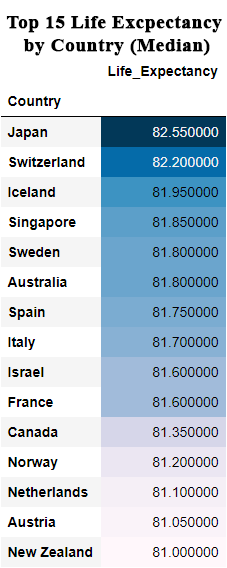 Top 15 Life Excpectancy
by Country (Median)
Life_Expectancy
Country
Japan 82.550000
Switzerland 82.200000
Iceland 81.950000
Singapore 81.850000
Sweden 81.800000
Australia 81.800000
Spain 81.750000
Italy 81.700000
Israel 81.600000
France 81.600000
Canada 81.350000
Norway 81.200000
Netherlands 81.100000
Austria 81.050000
New Zealand 81.000000